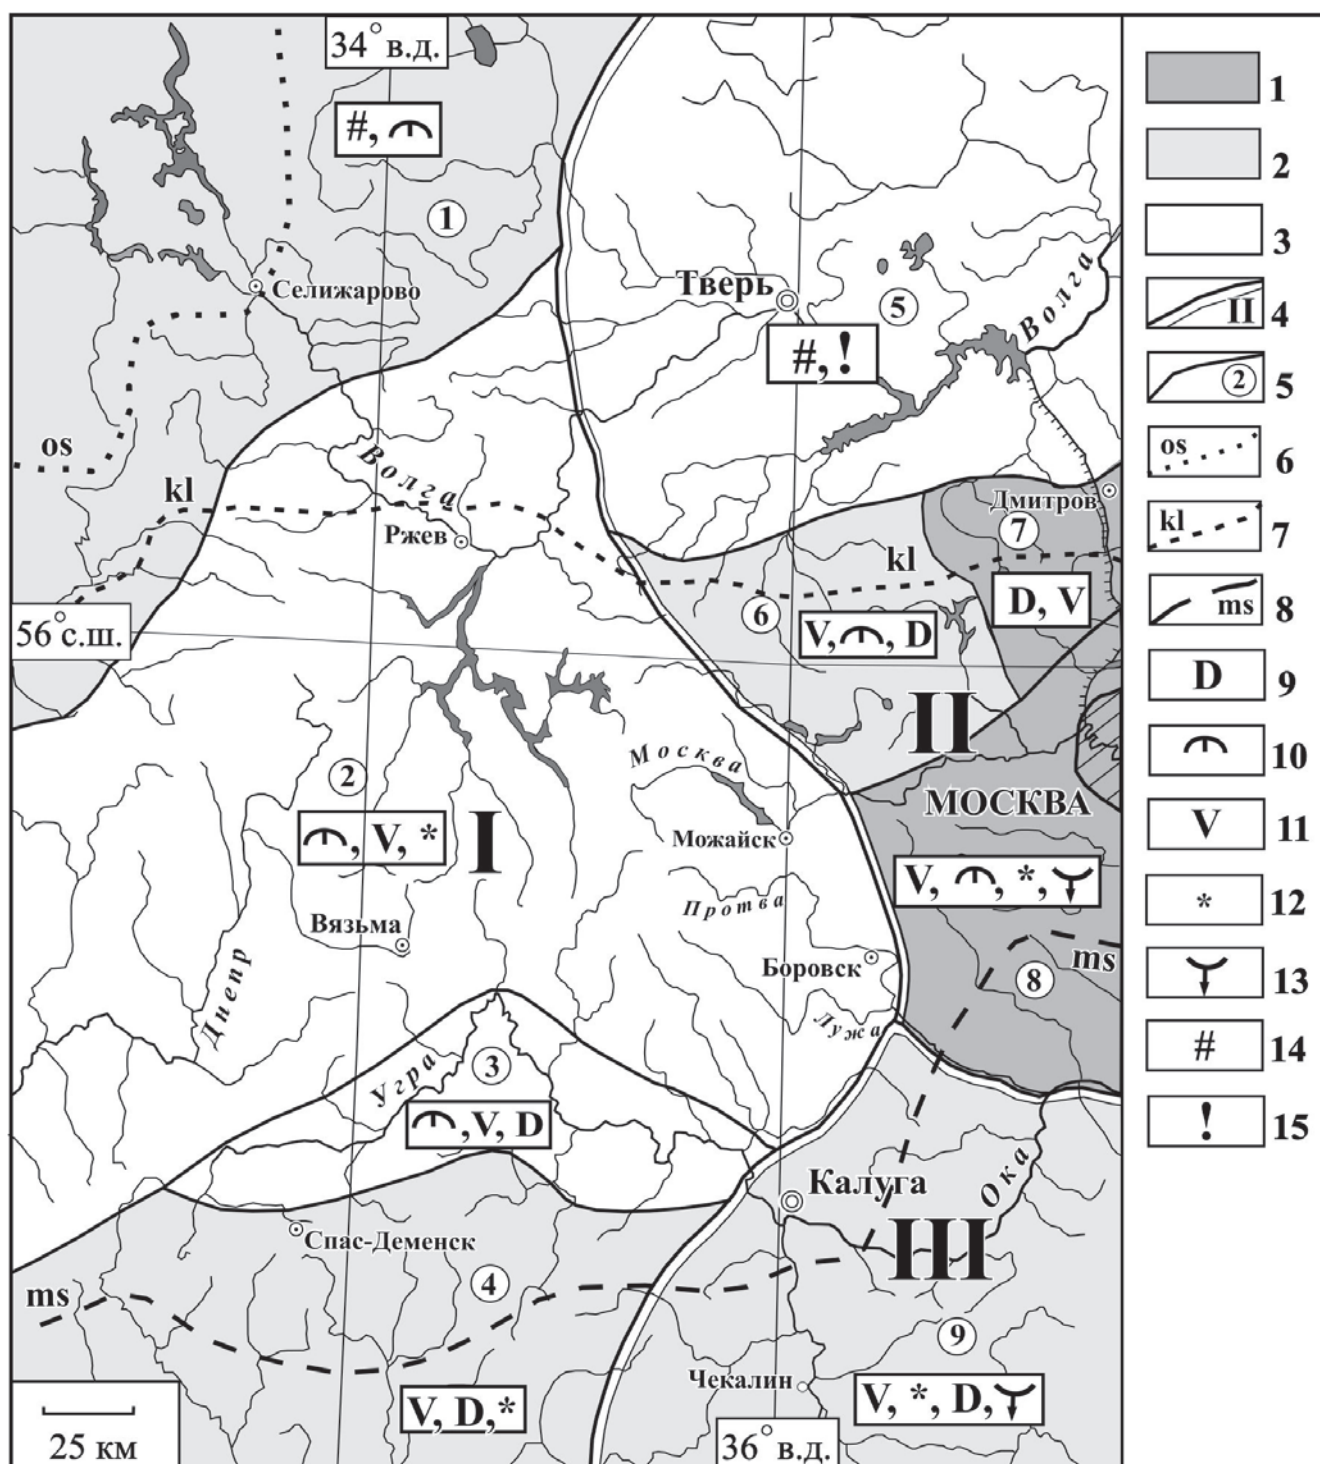 34° в.д.
#,
1
Селижарово
Тверь
5
Волга
#, !
os
kl
Волга
Ржев
Дмитров
7
kl
D, V
6
V, , D
56° с.ш.
II
2
, V, *
I
Москва
Можайск
МОСКВА
V, , *,
Протва
Вязьма
Боровск
ms
8
Днепр
Лужа
Угра
3
, V, D
Калуга
Ока
III
Спас-Деменск
4
ms
9
Чекалин
V, D, *
V, *, D,
25 км
36° в.д.
1
2
3
II 4
2 5
os 6
kl 7
ms 8
D 9
10
V 11
* 12
13
# 14
! 15